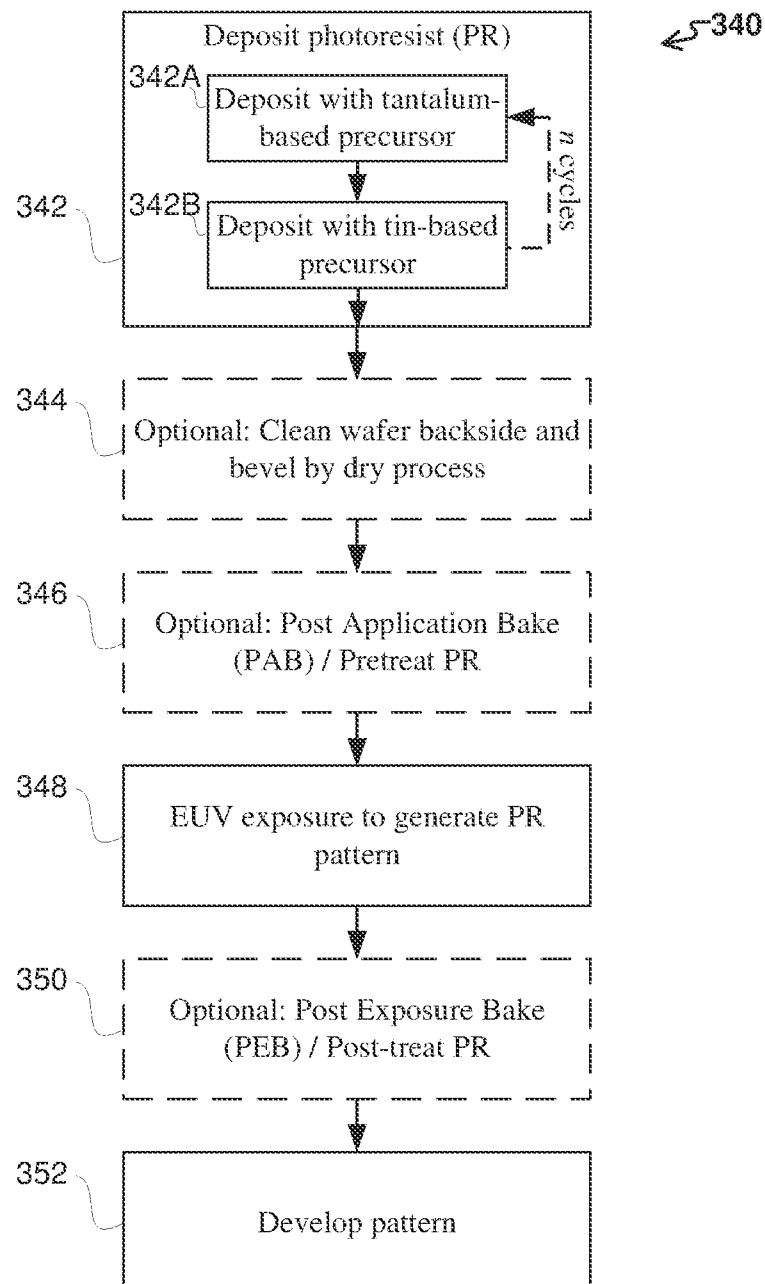 340
Deposit photoresist (PR)
342A
Deposit with tantalum-
based precursor
n cycles
342
342B
Deposit with tin-based
precursor
344
Optional: Clean wafer backside and
bevel by dry process
346
Optional: Post Application Bake
(PAB) / Pretreat PR
348
EUV exposure to generate PR
pattern
350
Optional: Post Exposure Bake
(PEB) / Post-treat PR
352
Develop pattern